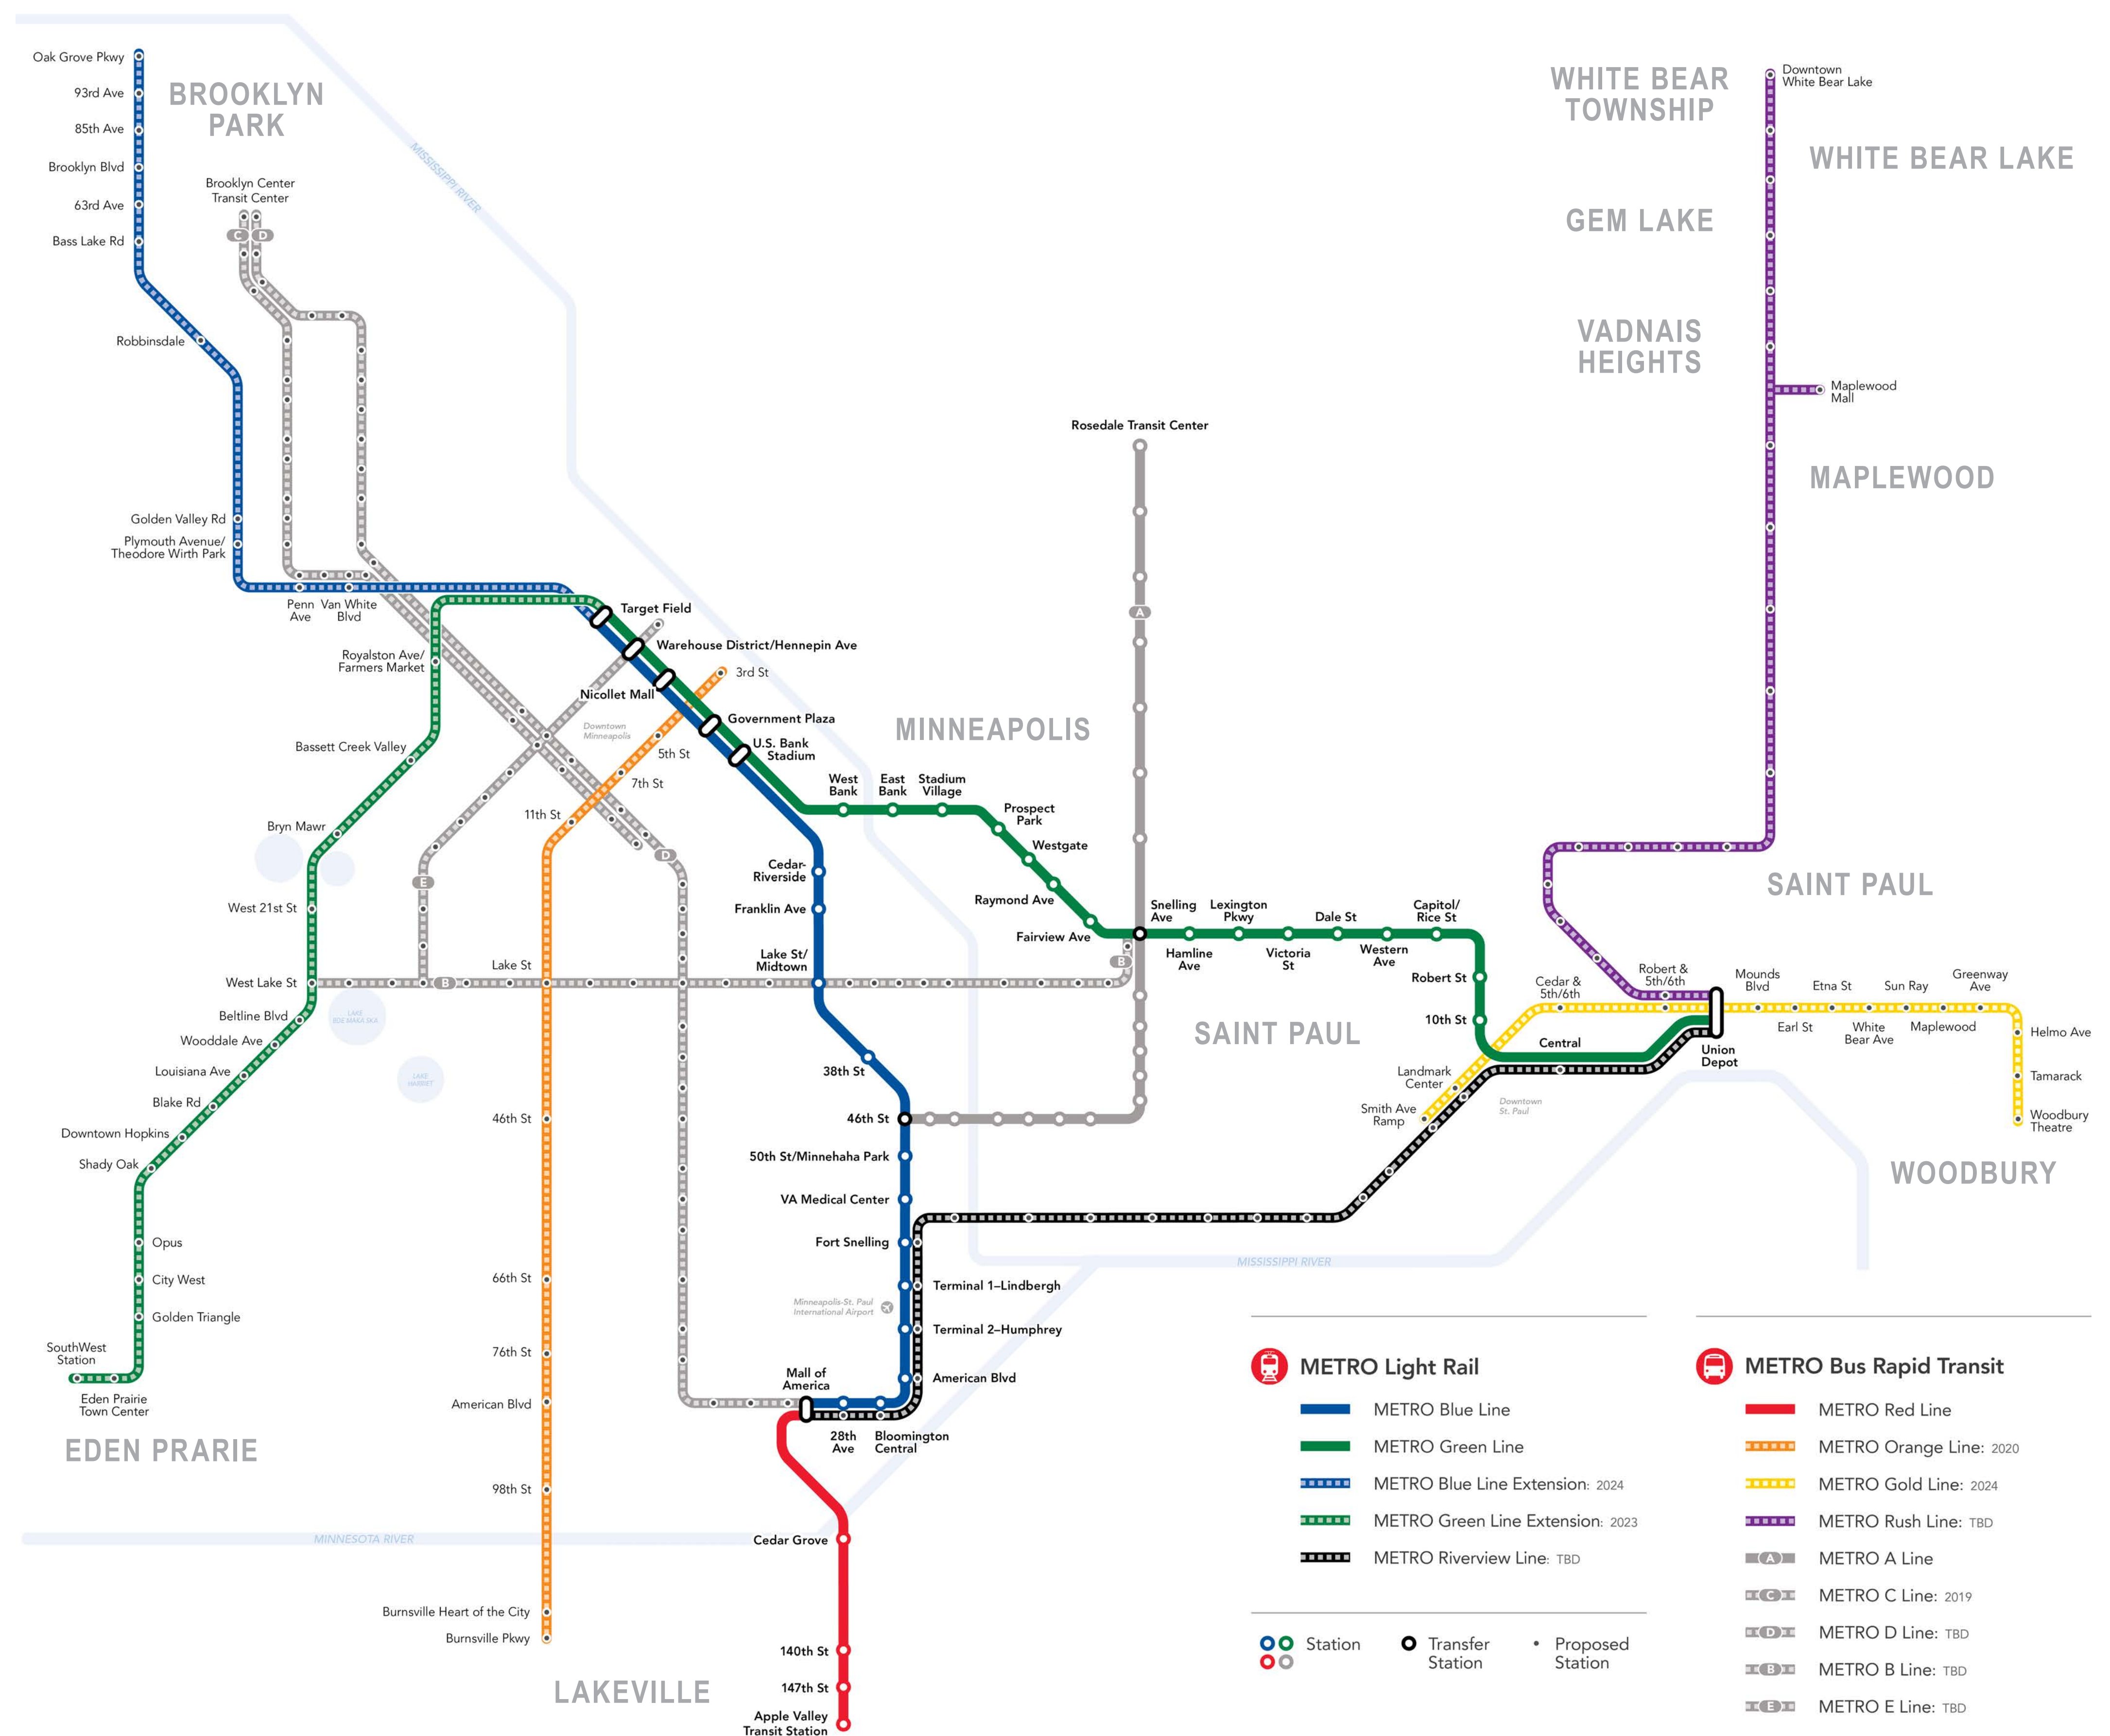 Oak Grove Pkwy
93rd Ave
85th Ave
Brooklyn Blvd
63rd Ave
Bass Lake Rd
BROOKLYN
PARK
Brooklyn Center
Transit Center
C
D
MISSISSIPPI RIVER
Robbinsdale
Golden Valley Rd
Plymouth Avenue/
Theodore Wirth Park
Penn
Ave
Van White
Blvd
Royalston Ave/
Farmers Market
Bassett Creek Valley
Bryn Mawr
West 21st St
West Lake St
Beltline Blvd
Wooddale Ave
Louisiana Ave
Blake Rd
Downtown Hopkins
Shady Oak
Opus
City West
Golden Triangle
SouthWest
Station
Eden Prairie
Town Center
EDEN PRARIE
Target Field
Warehouse District/Hennepin Ave
Nicollet Mall
3rd St
Government Plaza
U.S. Bank
Stadium
Downtown
Minneapolis
5th St
7th St
11th St
D
E
B
Lake St
LAKE
BDE MAKA SKA
LAKE
HARRIET
46th St
66th St
76th St
American Blvd
98th St
MINNESOTA RIVER
Burnsville Heart of the City
Burnsville Pkwy
MINNEAPOLIS
West
Bank
East
Bank
Stadium
Village
Prospect
Park
Westgate
Raymond Ave
Fairview Ave
Cedar-
Riverside
Franklin Ave
Lake St/
Midtown
38th St
46th St
50th St/Minnehaha Park
VA Medical Center
Fort Snelling
Terminal 1–Lindbergh
Minneapolis-St. Paul
International Airport
Terminal 2–Humphrey
American Blvd
Mall of
America
28th
Ave
Bloomington
Central
Cedar Grove
140th St
147th St
Apple Valley
Transit Station
LAKEVILLE
Rosedale Transit Center
A
B
Snelling
Ave
Hamline
Ave
Lexington
Pkwy
Victoria
St
Dale St
Western
Ave
Capitol/
Rice St
Robert St
10th St
SAINT PAUL
Central
Landmark
Center
Smith Ave
Ramp
Downtown
St. Paul
Cedar &
5th/6th
Robert &
5th/6th
Union
Depot
Mounds
Blvd
Earl St
Etna St
White
Bear Ave
Sun Ray
Maplewood
Greenway
Ave
Helmo Ave
Tamarack
Woodbury
Theatre
WOODBURY
MISSISSIPPI RIVER
WHITE BEAR
TOWNSHIP
Downtown
White Bear Lake
WHITE BEAR LAKE
GEM LAKE
VADNAIS
HEIGHTS
Maplewood
Mall
MAPLEWOOD
SAINT PAUL
METRO Light Rail
METRO Blue Line
METRO Green Line
METRO Blue Line Extension: 2024
METRO Green Line Extension: 2023
METRO Riverview Line: TBD
Station
Transfer
Station
Proposed
Station
METRO Bus Rapid Transit
METRO Red Line
METRO Orange Line: 2020
METRO Gold Line: 2024
METRO Rush Line: TBD
A METRO A Line
C METRO C Line: 2019
D METRO D Line: TBD
B METRO B Line: TBD
E METRO E Line: TBD